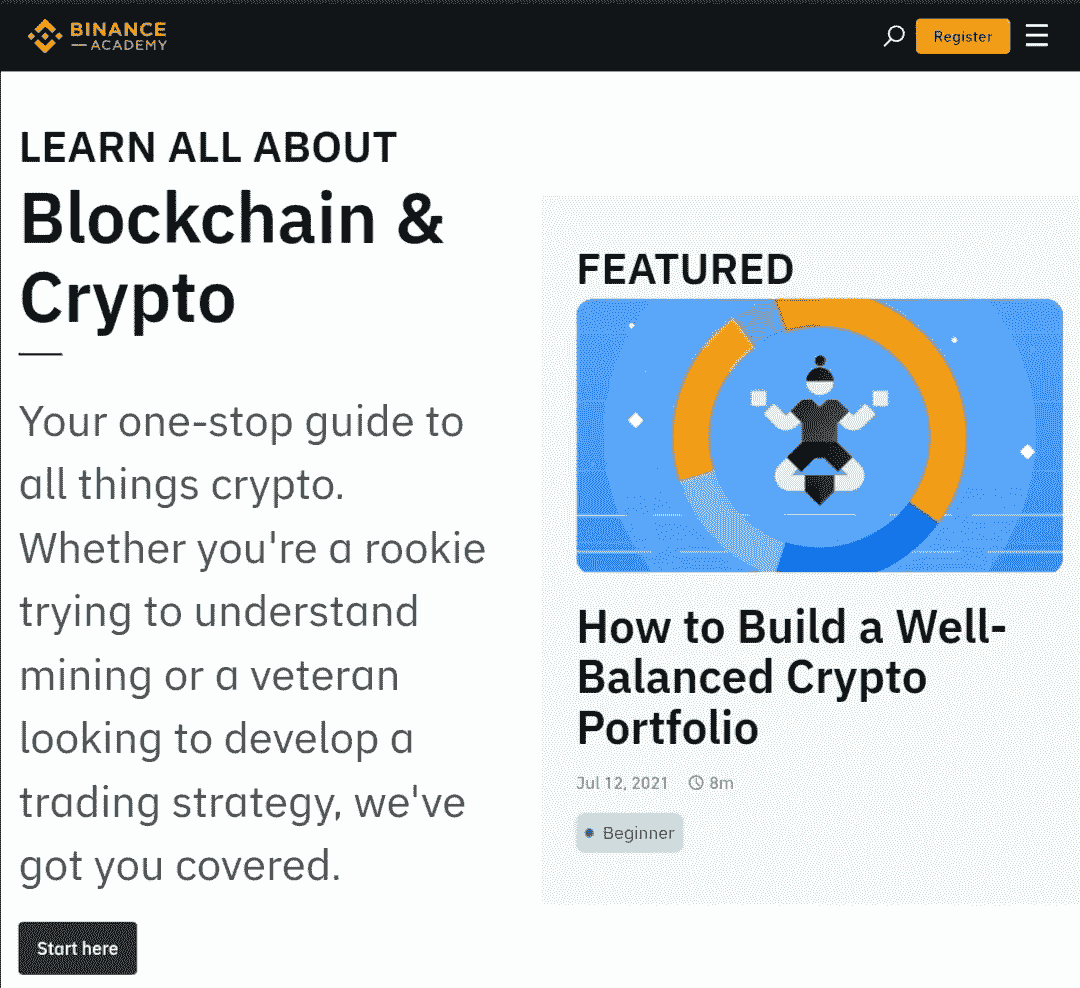 BINANCE
ACADEMY
Register
LEARN ALL ABOUT
Blockchain &
Crypto
Your one-stop guide to
all things crypto.
Whether you're a rookie
trying to understand
mining or a veteran
looking to develop a
trading strategy, we've
got you covered.
Start here
FEATURED
How to Build a Well-
Balanced Crypto
Portfolio
Jul 12, 2021 8m
Beginner